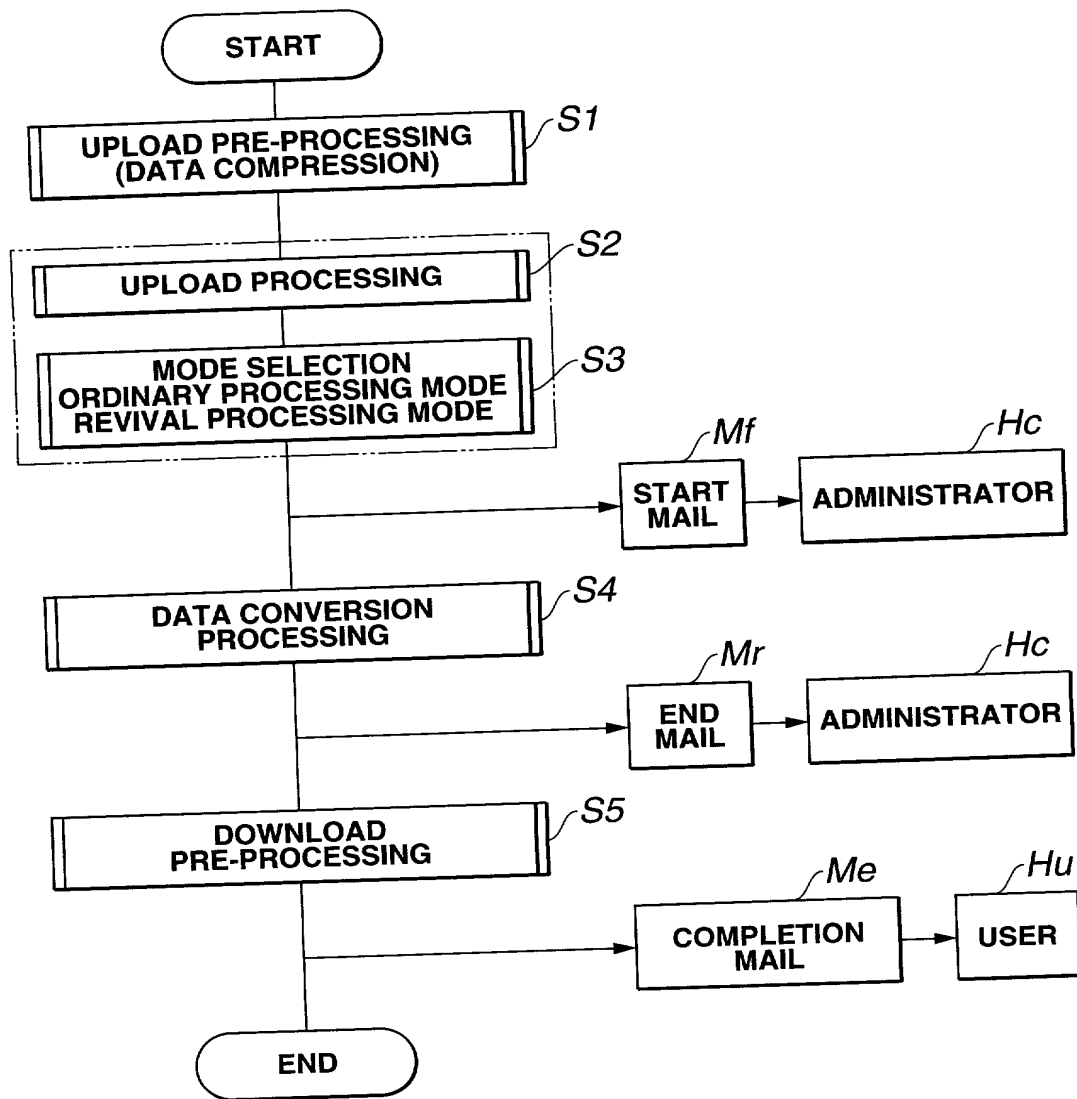 START
S1
UPLOAD PRE-PROCESSING
(DATA COMPRESSION)
S2
UPLOAD PROCESSING
S3
MODE SELECTION
ORDINARY PROCESSING MODE
REVIVAL PROCESSING MODE
Mf
Hc
START
MAIL
ADMINISTRATOR
S4
DATA CONVERSION
PROCESSING
Mr
Hc
END
MAIL
ADMINISTRATOR
S5
DOWNLOAD
PRE-PROCESSING
Me
Hu
COMPLETION
MAIL
USER
END